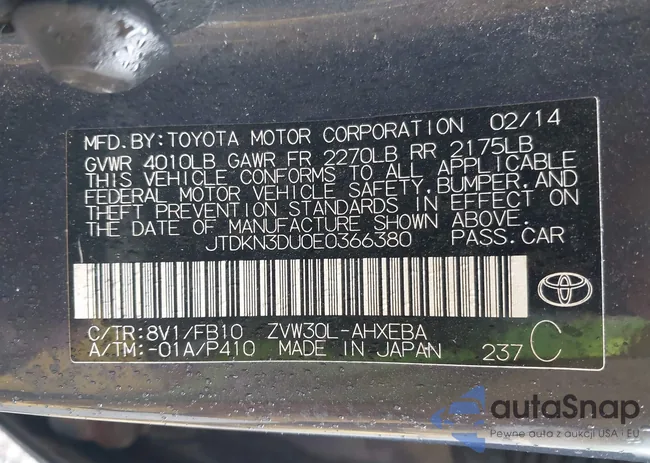 MFD.BY:TOYOTA MOTOR CORPORATION 02/14
GVWR 4010LB GAWR FR 2270LB RR 2175LB
THIS VEHICLE CONFORMS TO ALL APPLICABLE
FEDERAL MOTOR VEHICLE SAFETY, BUMPER, AND
THEFT PREVENTION STANDARDS IN EFFECT ON
THE DATE OF MANUFACTURE SHOWN ABOVE.
JTDKN3DU0E0366380 PASS.CAR
C/TR:8V1/FB10 ZVW30L-AHXEBA
A/TM:-01A/P410 MADE IN JAPAN 237 C
autaSnap
Pewne auta z aukcji USA i EU